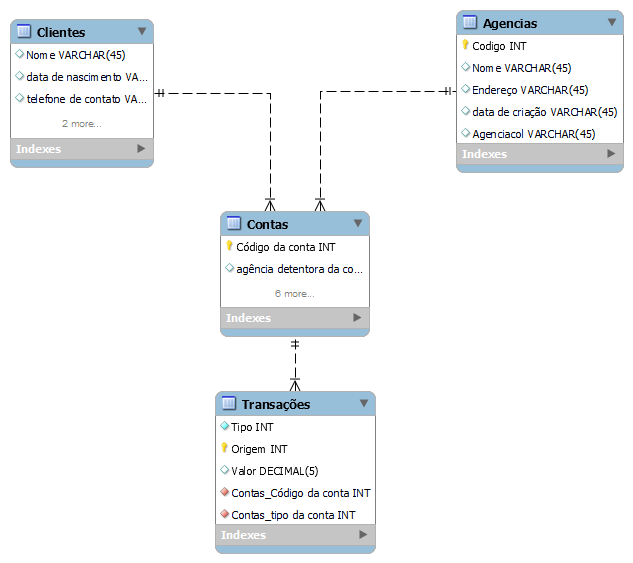 Clientes
Nome VARCHAR(45)
data de nascimento VA...
telefone de contato VA...
2 more...
Indexes
Agencias
Codigo INT
Nome VARCHAR(45)
Endereço VARCHAR(45)
data de criação VARCHAR(45)
Agenciacol VARCHAR(45)
Indexes
Contas
Código da conta INT
agência detentora da co...
6 more...
Indexes
Transações
Tipo INT
Origem INT
Valor DECIMAL(5)
Contas_Código da conta INT
Contas_tipo da conta INT
Indexes